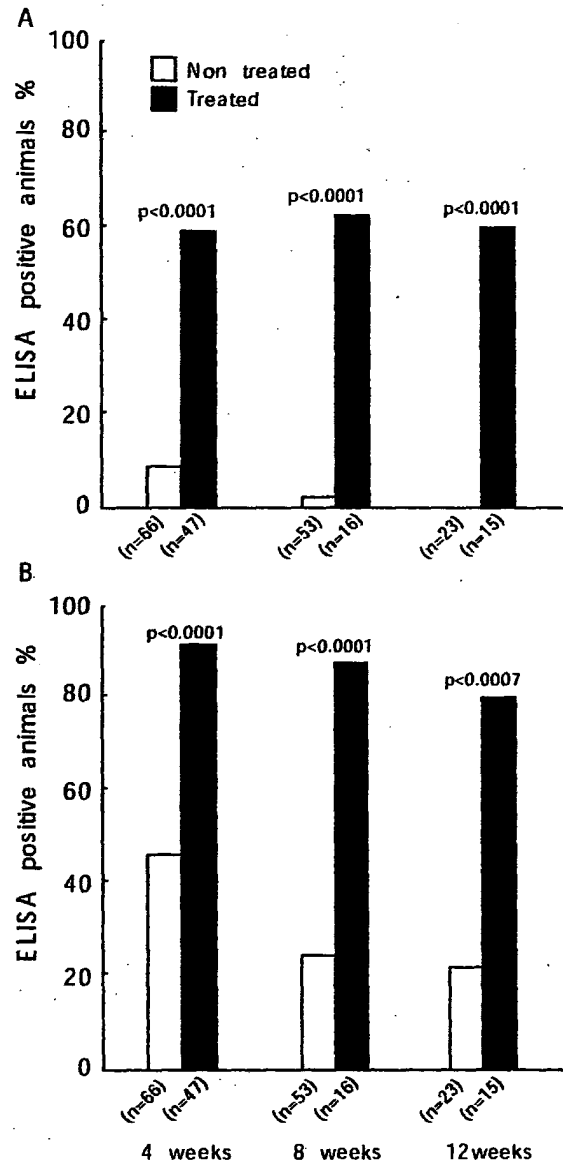 A
100
Non treated
Treated
80
60
40
20
0
ELISA positive animals %
p<0.0001
p<0.0001
p<0.0001
(n=66)
(n=47)
(n=53)
(n=16)
(n=23)
(n=15)
B
100
80
60
40
20
0
ELISA positive animals %
p<0.0001
p<0.0001
p<0.0007
(n=66)
(n=47)
(n=53)
(n=16)
(n=23)
(n=15)
4 weeks
8 weeks
12weeks